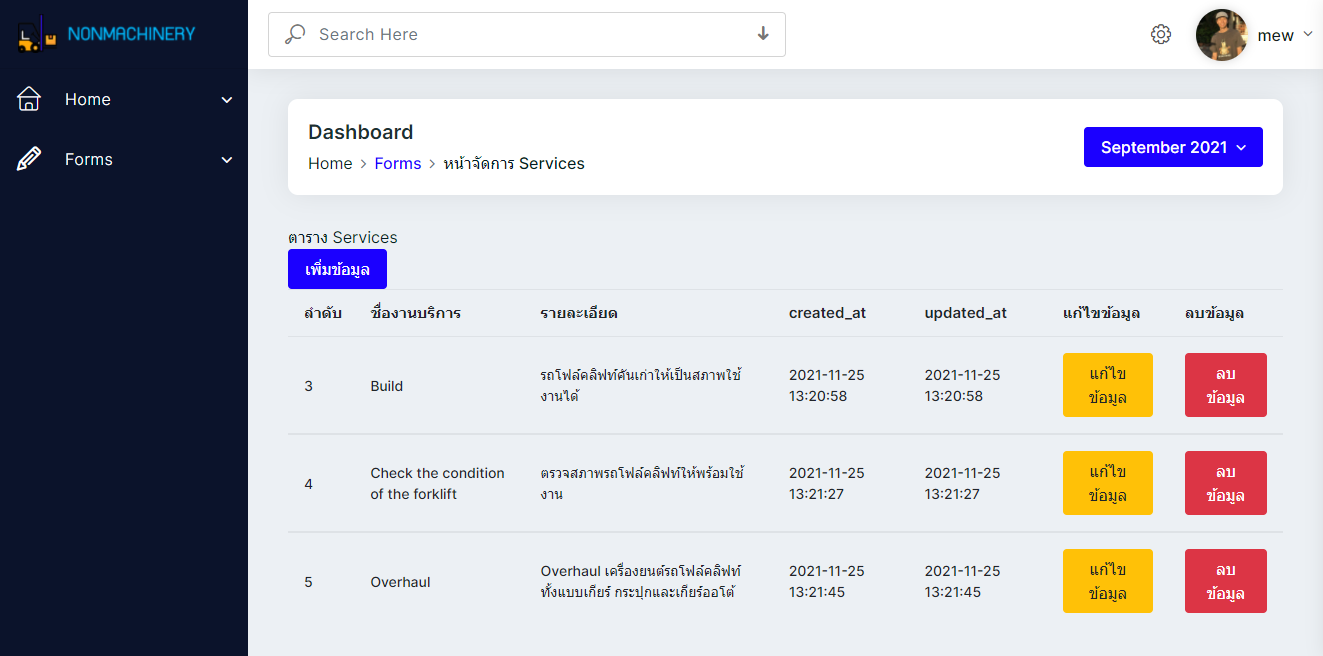 NONMACHINERY
Search Here
mew
Home
Forms
Dashboard
Home > Forms > หน้าจัดการ Services
September 2021
ตาราง Services
เพิ่มข้อมูล
ลำดับ ชื่องานบริการ รายละเอียด created_at updated_at แก้ไขข้อมูล ลบข้อมูล
3 Build รถโฟล์คลิฟท์คันเก่าให้เป็นสภาพใช้ 2021-11-25 2021-11-25 แก้ไข ลบ
งานได้ 13:20:58 13:20:58 ข้อมูล ข้อมูล
4 Check the condition ตรวจสภาพรถโฟล์คลิฟท์ให้พร้อมใช้ 2021-11-25 2021-11-25 แก้ไข ลบ
of the forklift งาน 13:21:27 13:21:27 ข้อมูล ข้อมูล
5 Overhaul Overhaul เครื่องยนต์รถโฟล์คลิฟท์ 2021-11-25 2021-11-25 แก้ไข ลบ
ทั้งแบบเกียร์ กระปุกและเกียร์ออโต้ 13:21:45 13:21:45 ข้อมูล ข้อมูล